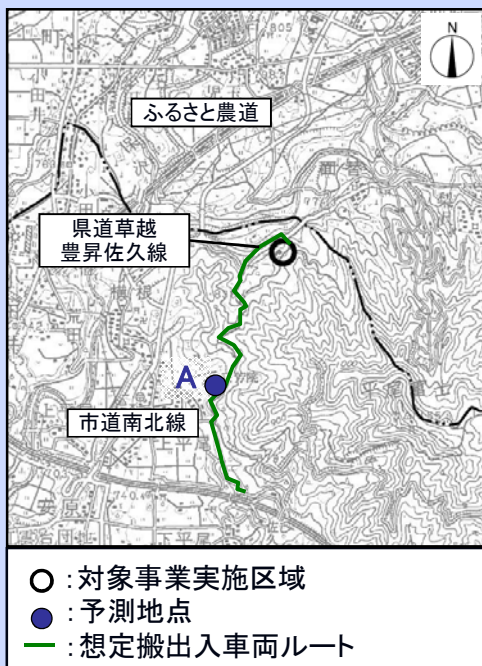 N
ふるさと農道
県道草越
豊昇佐久線
A
市道南北線
○:対象事業実施区域
●:予測地点
―:想定搬出入車両ルート